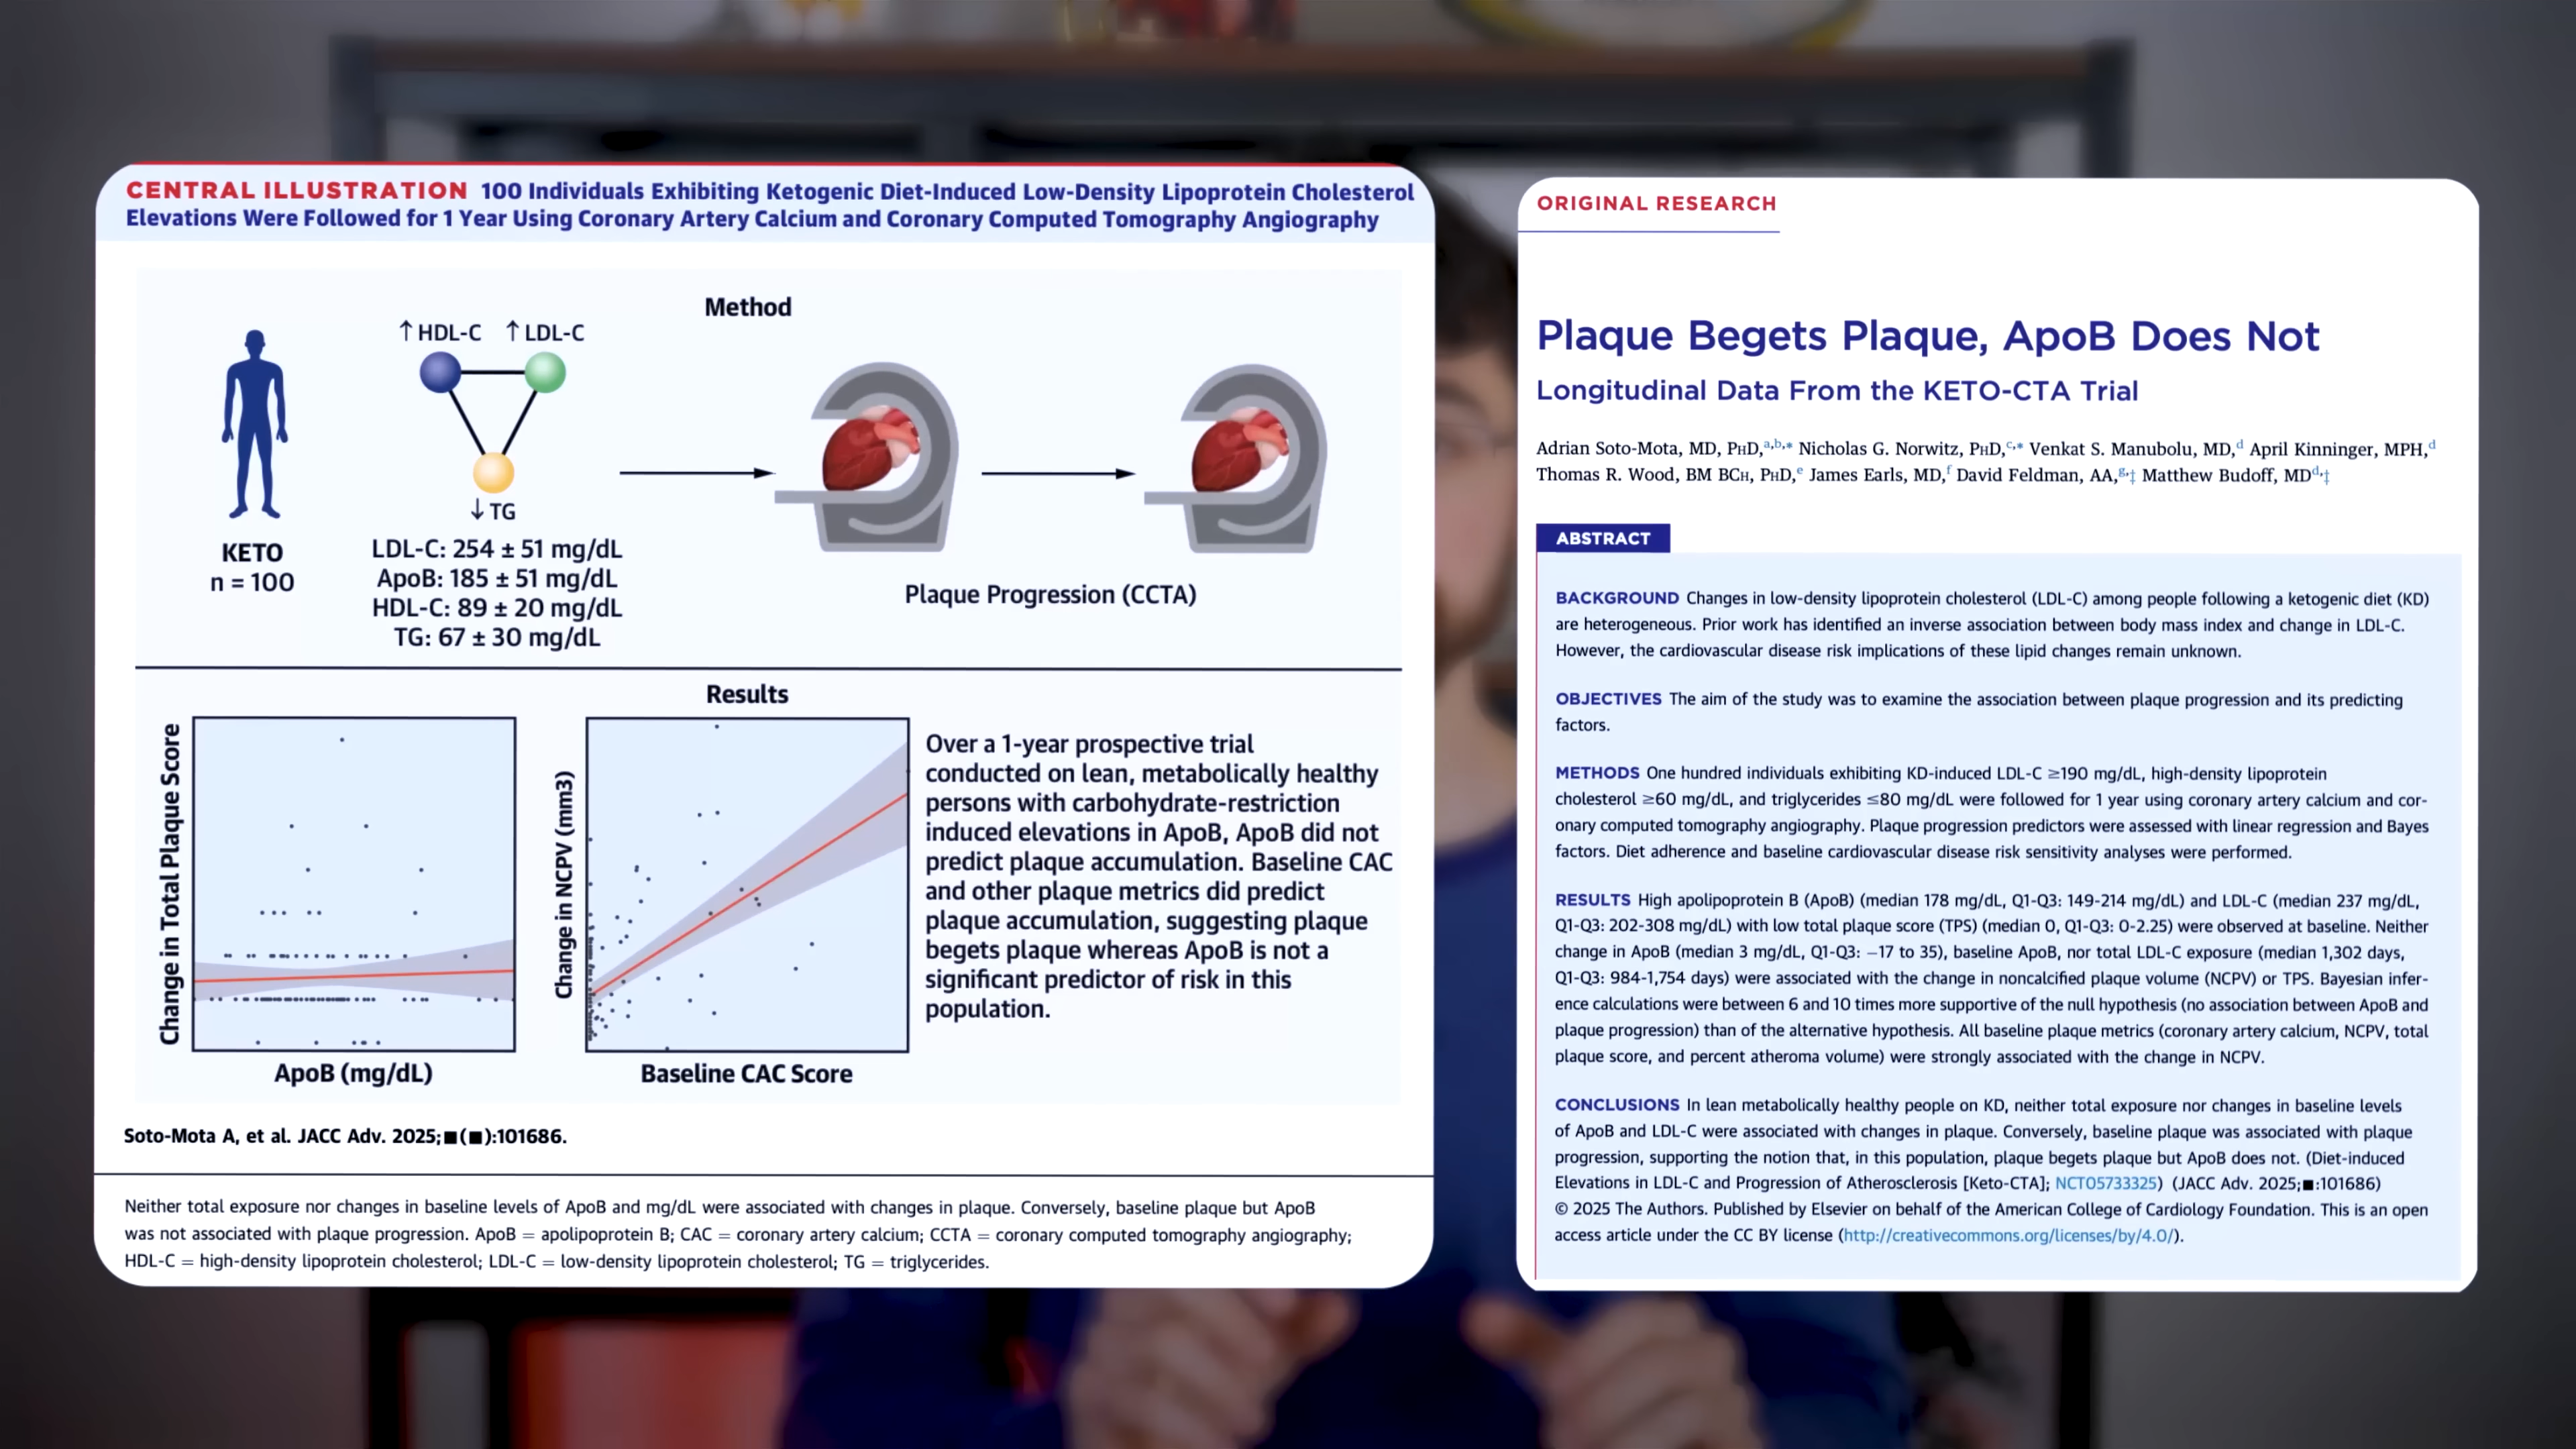 CENTRAL ILLUSTRATION 100 Individuals Exhibiting Ketogenic Diet-Induced Low-Density Lipoprotein Cholesterol
Elevations Were Followed for 1 Year Using Coronary Artery Calcium and Coronary Computed Tomography Angiography
Method
↑ HDL-C ↑ LDL-C
↓ TG
KETO
n = 100
LDL-C: 254 ± 51 mg/dL
ApoB: 185 ± 51 mg/dL
HDL-C: 89 ± 20 mg/dL
TG: 67 ± 30 mg/dL
Plaque Progression (CCTA)
Results
Change in Total Plaque Score
ApoB (mg/dL)
Change in NCPV (mm3)
Baseline CAC Score
Over a 1-year prospective trial
conducted on lean, metabolically healthy
persons with carbohydrate-restriction
induced elevations in ApoB, ApoB did not
predict plaque accumulation. Baseline CAC
and other plaque metrics did predict
plaque accumulation, suggesting plaque
begets plaque whereas ApoB is not a
significant predictor of risk in this
population.
Soto-Mota A, et al. JACC Adv. 2025;■(■):101686.
Neither total exposure nor changes in baseline levels of ApoB and mg/dL were associated with changes in plaque. Conversely, baseline plaque but ApoB
was not associated with plaque progression. ApoB = apolipoprotein B; CAC = coronary artery calcium; CCTA = coronary computed tomography angiography;
HDL-C = high-density lipoprotein cholesterol; LDL-C = low-density lipoprotein cholesterol; TG = triglycerides.
ORIGINAL RESEARCH
Plaque Begets Plaque, ApoB Does Not
Longitudinal Data From the KETO-CTA Trial
Adrian Soto-Mota, MD, PhD,a,b,* Nicholas G. Norwitz, PhD,c,* Venkat S. Manubolu, MD,d April Kinninger, MPH,d
Thomas R. Wood, BM BCh, PhD,e James Earls, MD,f David Feldman, AA,g,‡ Matthew Budoff, MDd,‡
ABSTRACT
BACKGROUND Changes in low-density lipoprotein cholesterol (LDL-C) among people following a ketogenic diet (KD)
are heterogeneous. Prior work has identified an inverse association between body mass index and change in LDL-C.
However, the cardiovascular disease risk implications of these lipid changes remain unknown.
OBJECTIVES The aim of the study was to examine the association between plaque progression and its predicting
factors.
METHODS One hundred individuals exhibiting KD-induced LDL-C ≥190 mg/dL, high-density lipoprotein
cholesterol ≥60 mg/dL, and triglycerides ≤80 mg/dL were followed for 1 year using coronary artery calcium and cor-
onary computed tomography angiography. Plaque progression predictors were assessed with linear regression and Bayes
factors. Diet adherence and baseline cardiovascular disease risk sensitivity analyses were performed.
RESULTS High apolipoprotein B (ApoB) (median 178 mg/dL, Q1-Q3: 149-214 mg/dL) and LDL-C (median 237 mg/dL,
Q1-Q3: 202-308 mg/dL) with low total plaque score (TPS) (median 0, Q1-Q3: 0-2.25) were observed at baseline. Neither
change in ApoB (median 3 mg/dL, Q1-Q3: −17 to 35), baseline ApoB, nor total LDL-C exposure (median 1,302 days,
Q1-Q3: 984-1,754 days) were associated with the change in noncalcified plaque volume (NCPV) or TPS. Bayesian infer-
ence calculations were between 6 and 10 times more supportive of the null hypothesis (no association between ApoB and
plaque progression) than of the alternative hypothesis. All baseline plaque metrics (coronary artery calcium, NCPV, total
plaque score, and percent atheroma volume) were strongly associated with the change in NCPV.
CONCLUSIONS In lean metabolically healthy people on KD, neither total exposure nor changes in baseline levels
of ApoB and LDL-C were associated with changes in plaque. Conversely, baseline plaque was associated with plaque
progression, supporting the notion that, in this population, plaque begets plaque but ApoB does not. (Diet-induced
Elevations in LDL-C and Progression of Atherosclerosis [Keto-CTA]; NCT05733325) (JACC Adv. 2025;■:101686)
© 2025 The Authors. Published by Elsevier on behalf of the American College of Cardiology Foundation. This is an open
access article under the CC BY license (http://creativecommons.org/licenses/by/4.0/).